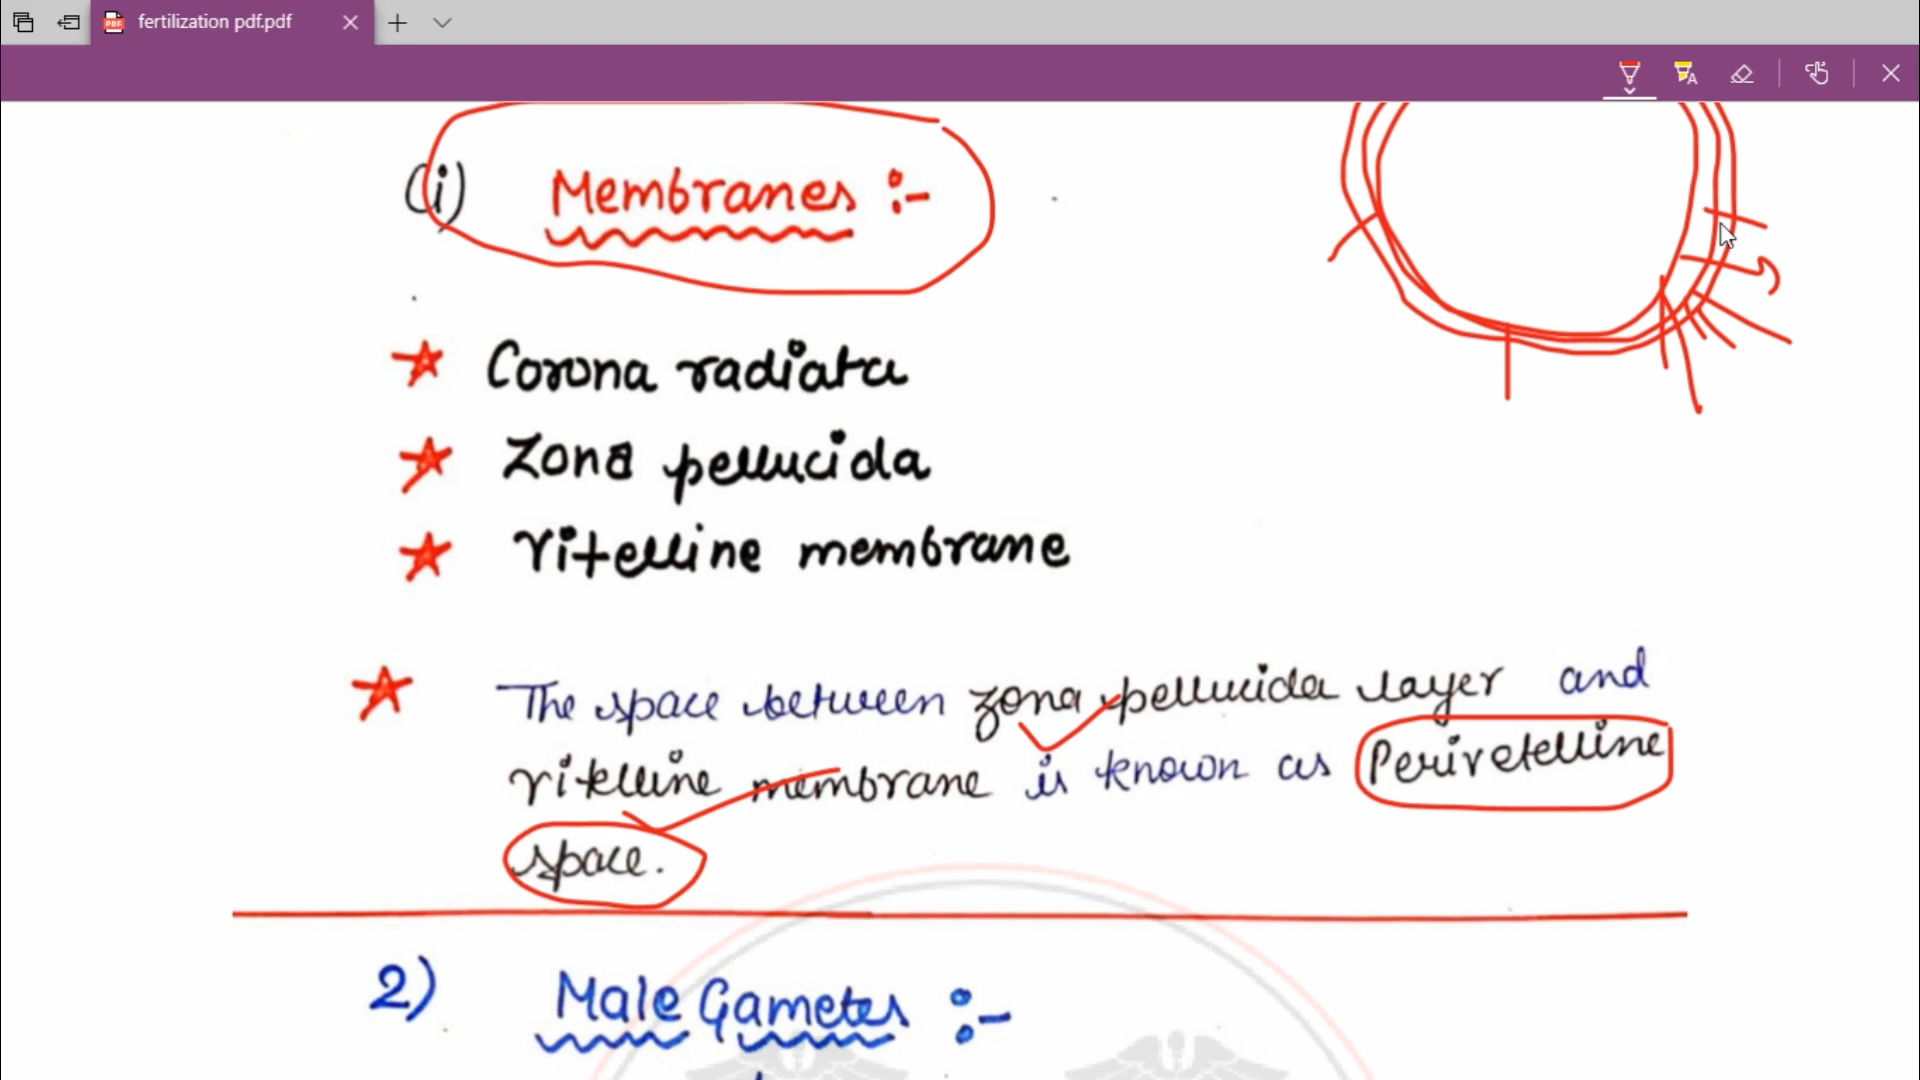 fertilization pdf.pdf
(i) Membranes :-
Corona radiata
Zona pellucida
Vitelline membrane
The space between zona pellucida layer and
vitelline membrane is known as Perivetelline
space.
2) Male Gametes :-